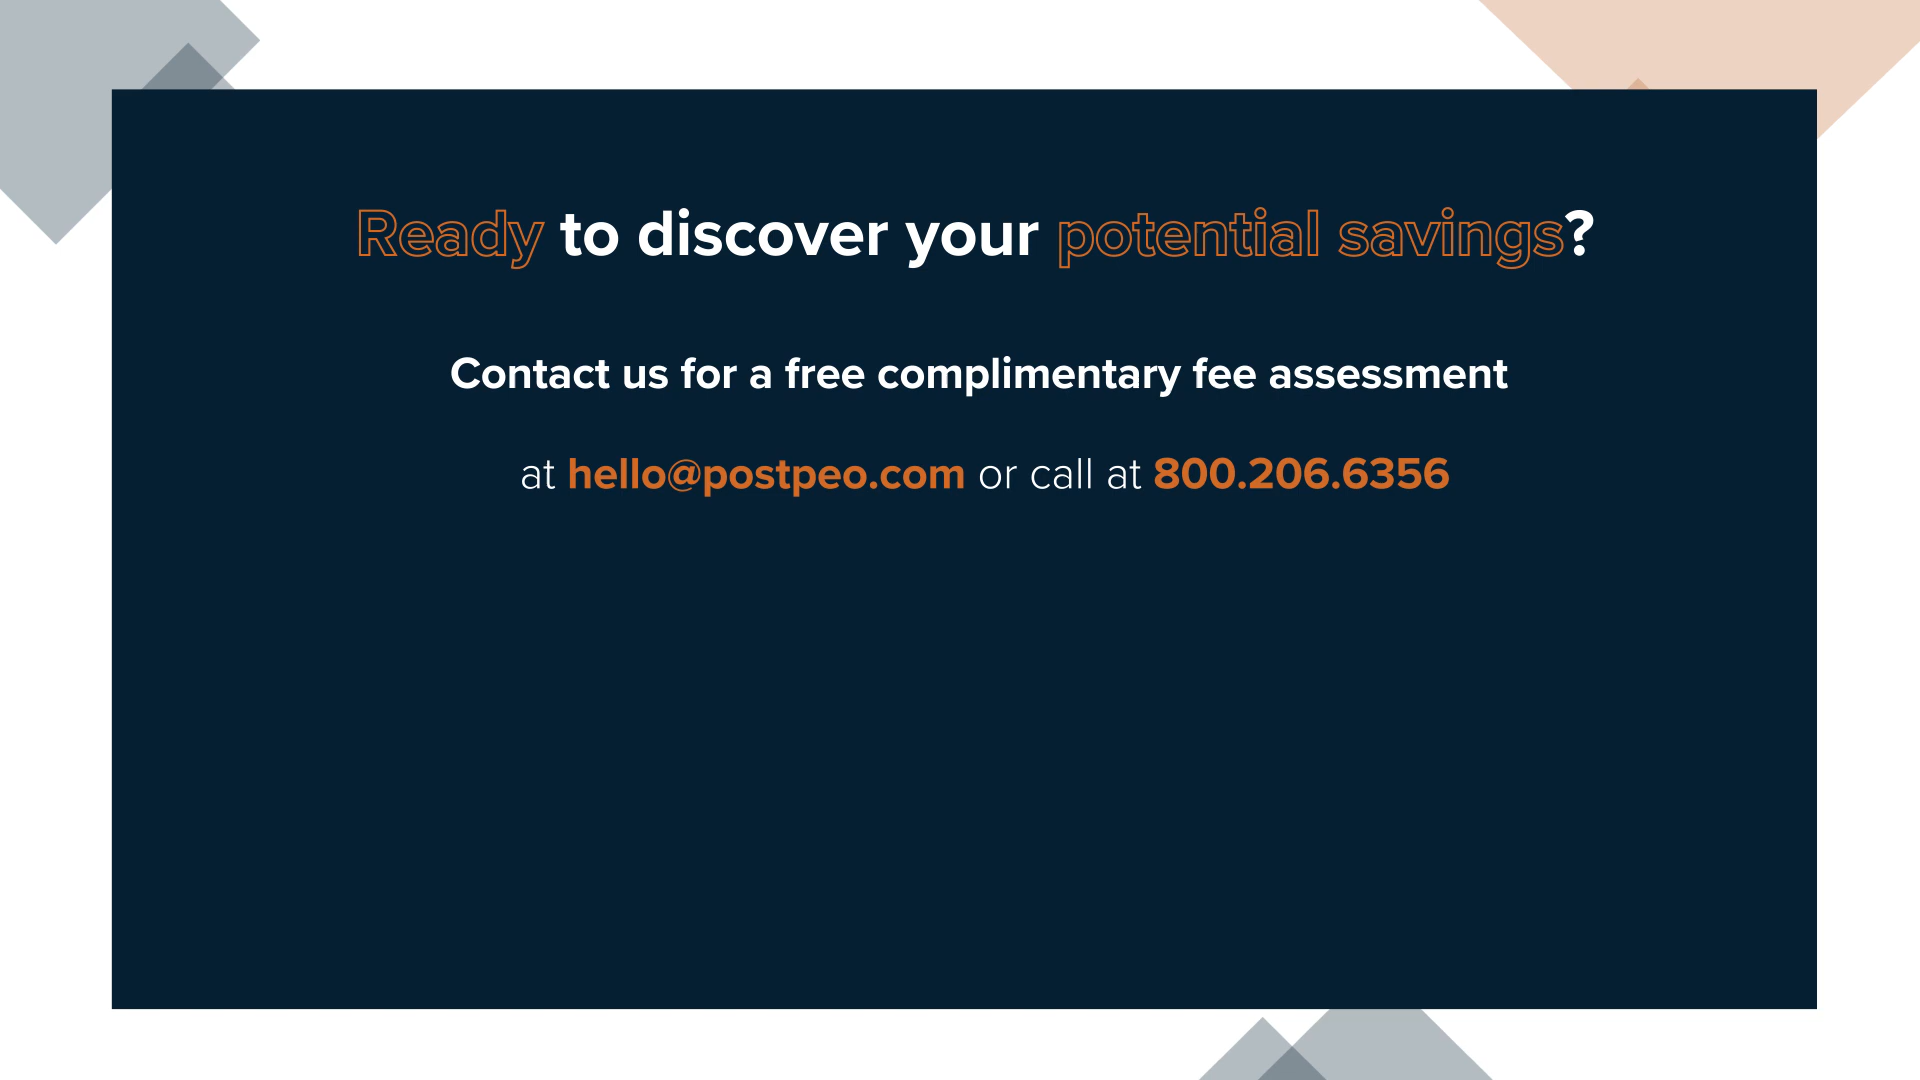 Ready to discover your potential savings?
Contact us for a free complimentary fee assessment
at hello@postpeo.com or call at 800.206.6356